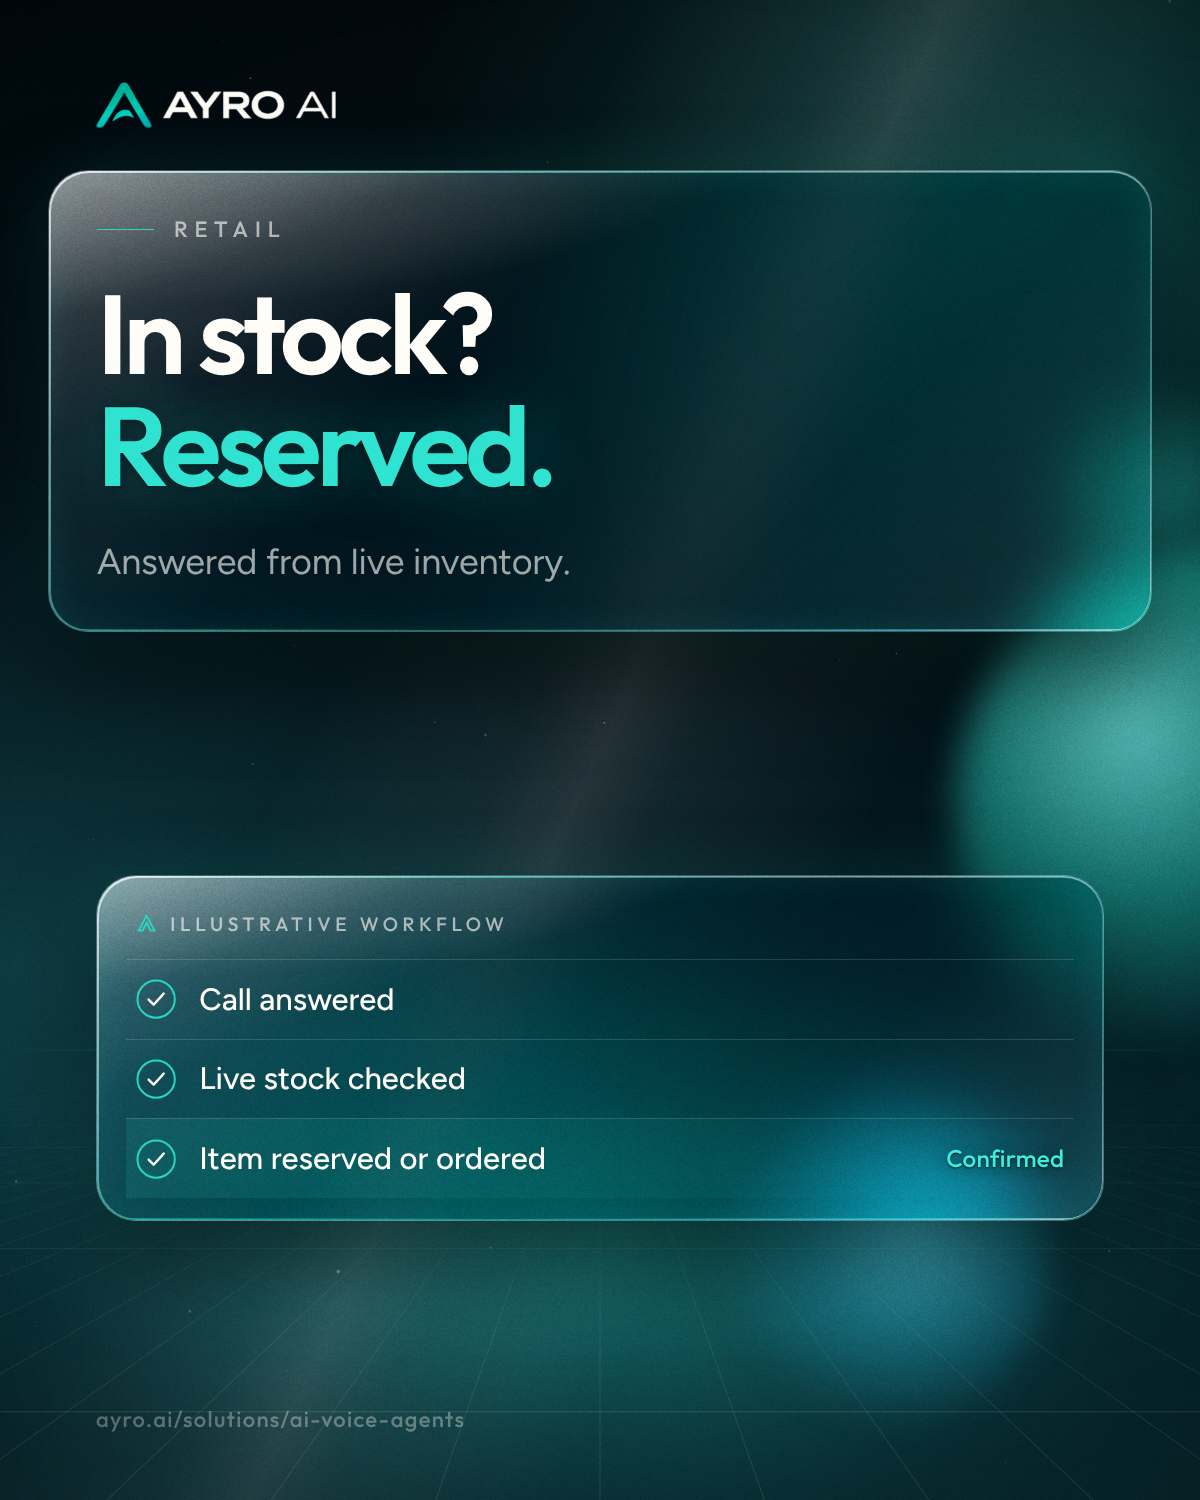 AYRO AI
RETAIL
In stock?
Reserved.
Answered from live inventory.
ILLUSTRATIVE WORKFLOW
Call answered
Live stock checked
Item reserved or ordered
Confirmed
ayro.ai/solutions/ai-voice-agents